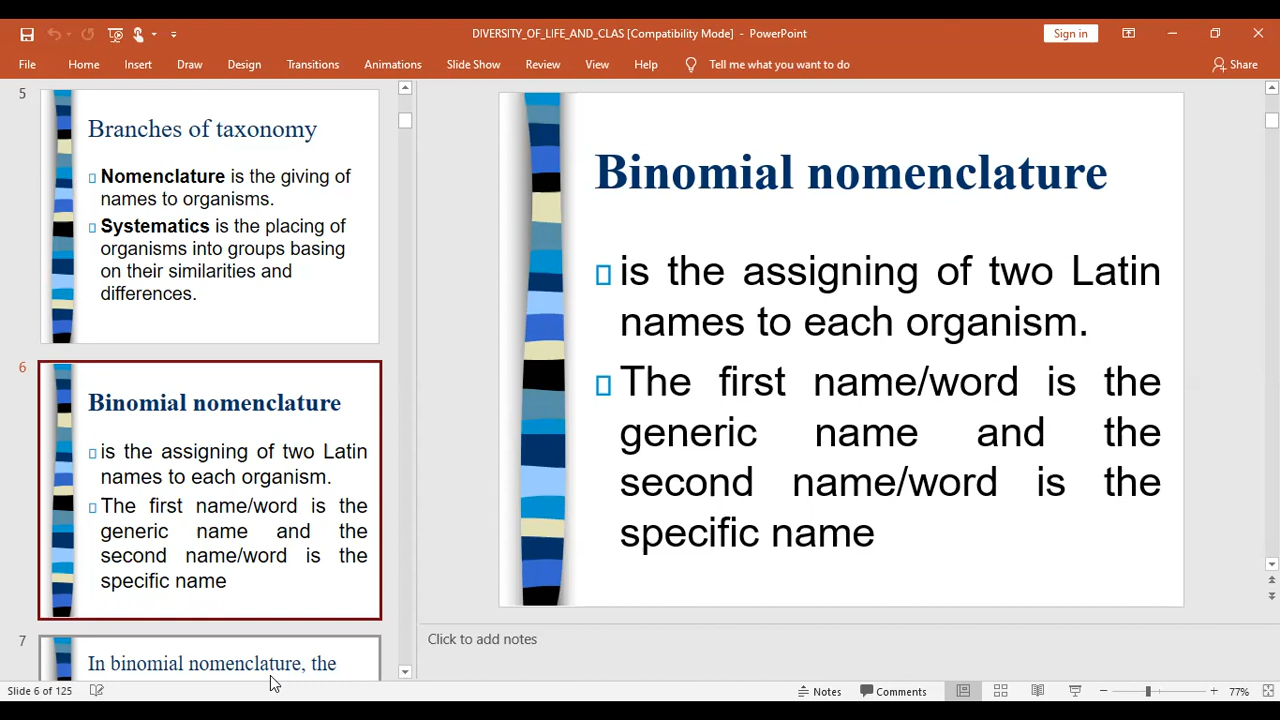 DIVERSITY_OF_LIFE_AND_CLAS [Compatibility Mode] - PowerPoint
Sign in
File Home Insert Draw Design Transitions Animations Slide Show Review View Help Tell me what you want to do Share
5
Branches of taxonomy
Nomenclature is the giving of
names to organisms.
Systematics is the placing of
organisms into groups basing
on their similarities and
differences.
6
Binomial nomenclature
is the assigning of two Latin
names to each organism.
The first name/word is the
generic name and the
second name/word is the
specific name
7
In binomial nomenclature, the
Binomial nomenclature
is the assigning of two Latin
names to each organism.
The first name/word is the
generic name and the
second name/word is the
specific name
Click to add notes
Slide 6 of 125 Notes Comments 77%